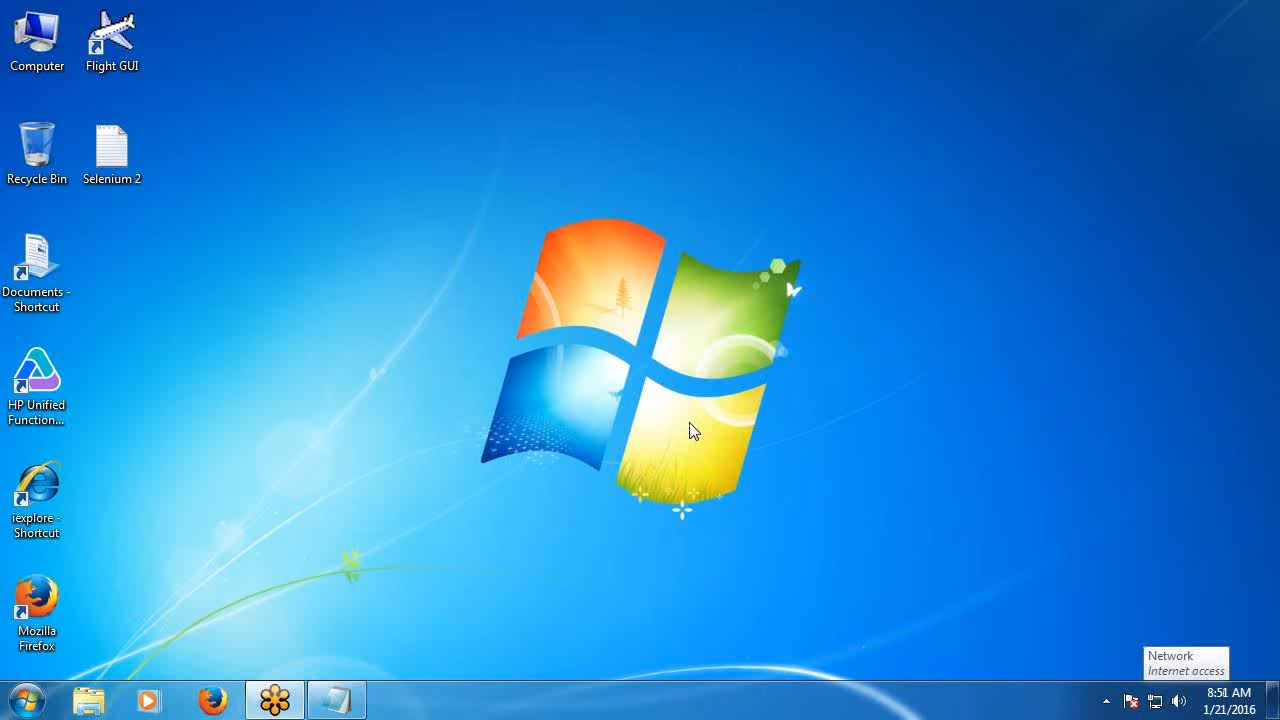 Computer
Flight GUI
Recycle Bin
Selenium 2
Documents -
Shortcut
HP Unified
Function...
iexplore -
Shortcut
Mozilla
Firefox
Network
Internet access
8:51 AM
1/21/2016